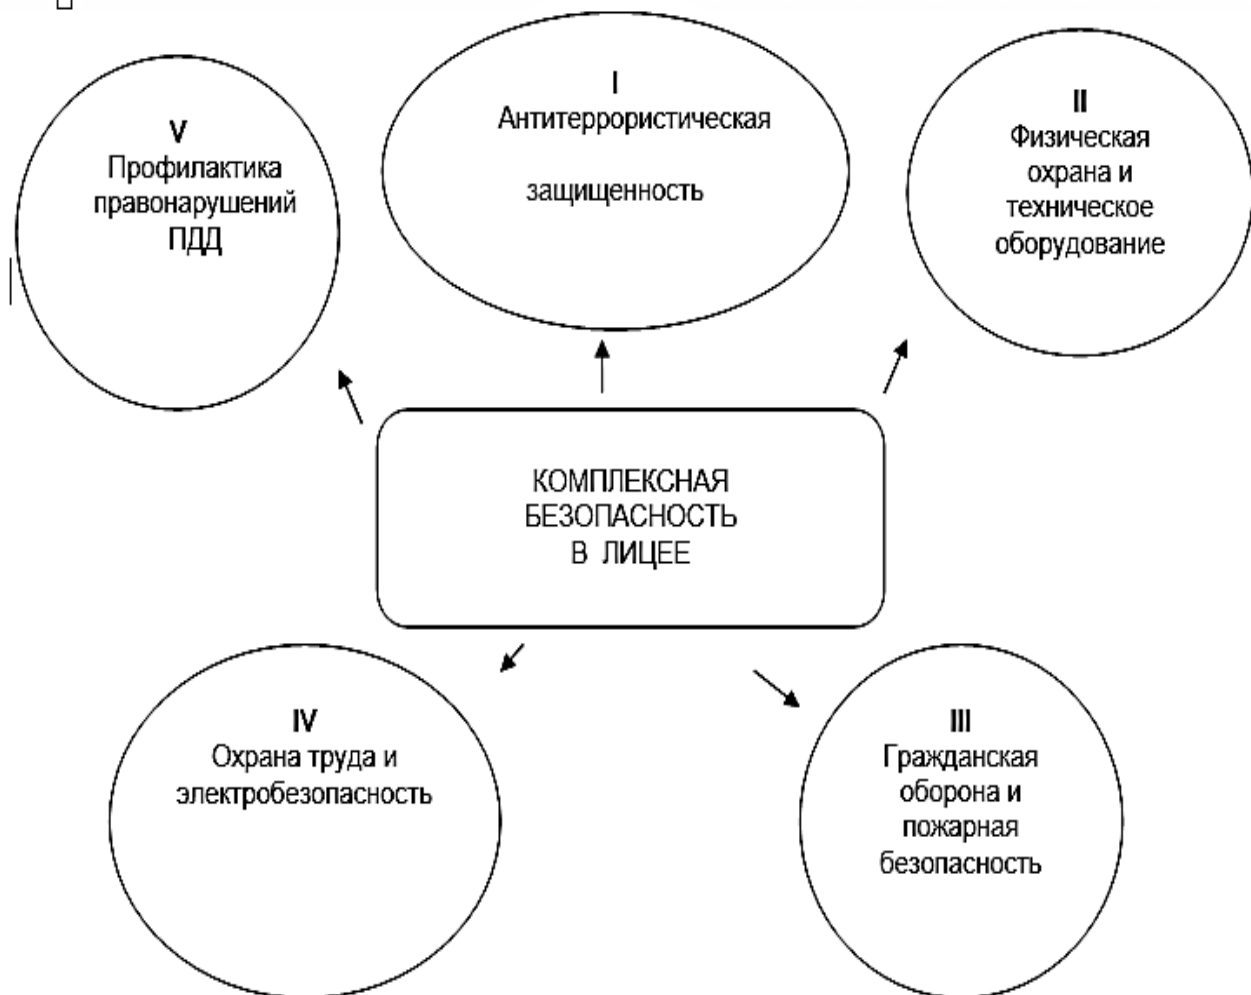 I
Антитеррористическая
защищенность
II
Физическая
охрана и
техническое
оборудование
V
Профилактика
правонарушений
ПДД
КОМПЛЕКСНАЯ
БЕЗОПАСНОСТЬ
В ЛИЦЕЕ
IV
Охрана труда и
электробезопасность
III
Гражданская
оборона и
пожарная
безопасность